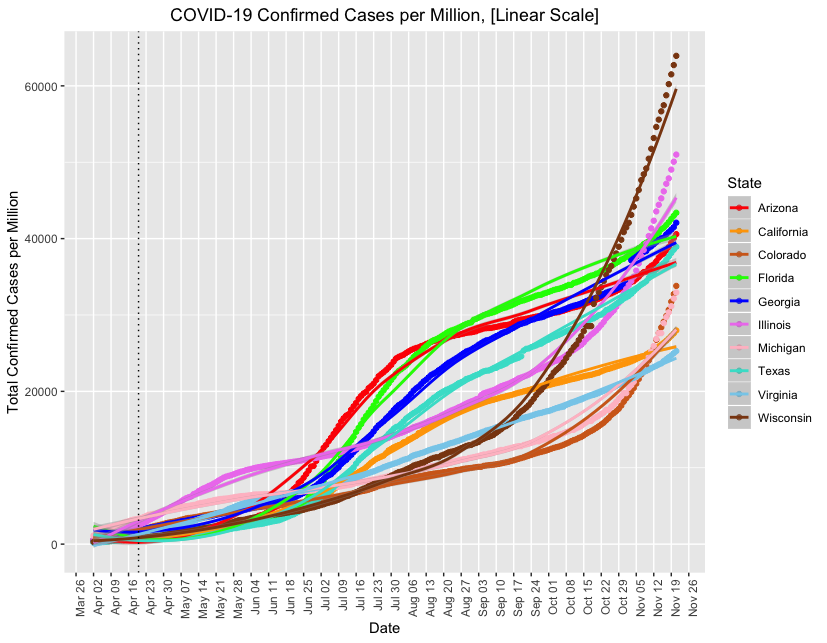 COVID-19 Confirmed Cases per Million, [Linear Scale]
Total Confirmed Cases per Million
60000
40000
20000
0
Mar 26
Apr 02
Apr 09
Apr 16
Apr 23
Apr 30
May 07
May 14
May 21
May 28
Jun 04
Jun 11
Jun 18
Jun 25
Jul 02
Jul 09
Jul 16
Jul 23
Jul 30
Aug 06
Aug 13
Aug 20
Aug 27
Sep 03
Sep 10
Sep 17
Sep 24
Oct 01
Oct 08
Oct 15
Oct 22
Oct 29
Nov 05
Nov 12
Nov 19
Nov 26
Date
State
Arizona
California
Colorado
Florida
Georgia
Illinois
Michigan
Texas
Virginia
Wisconsin